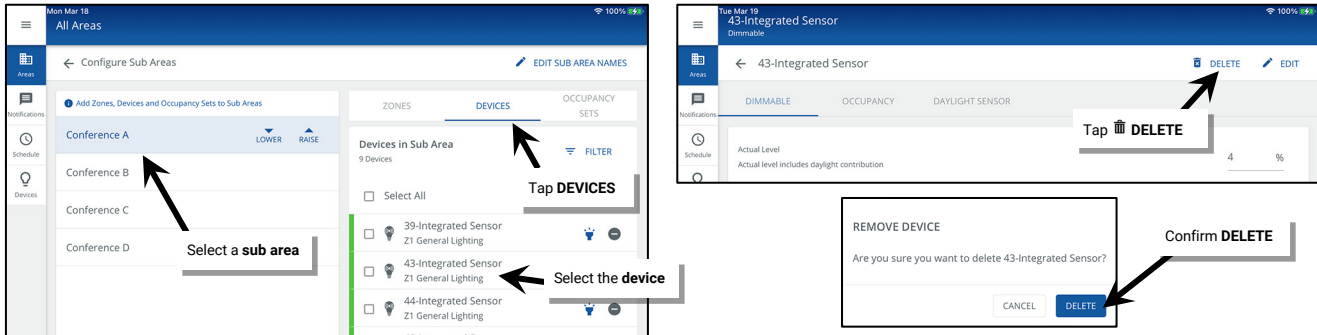 Mon Mar 18
100%
All Areas
Configure Sub Areas
EDIT SUB AREA NAMES
Areas
Notifications
Schedule
Devices
Add Zones, Devices and Occupancy Sets to Sub Areas
Conference A
LOWER
RAISE
Conference B
Conference C
Conference D
Select a sub area
ZONES
DEVICES
OCCUPANCY
SETS
Devices in Sub Area
9 Devices
FILTER
Tap DEVICES
Select All
39-Integrated Sensor
Z1 General Lighting
43-Integrated Sensor
Z1 General Lighting
Select the device
44-Integrated Sensor
Z1 General Lighting
Tue Mar 19
100%
43-Integrated Sensor
Dimmable
43-Integrated Sensor
DELETE
EDIT
Areas
Notifications
Schedule
DIMMABLE
OCCUPANCY
DAYLIGHT SENSOR
Tap DELETE
Actual Level
Actual level includes daylight contribution
4 %
REMOVE DEVICE
Are you sure you want to delete 43-Integrated Sensor?
CANCEL
DELETE
Confirm DELETE